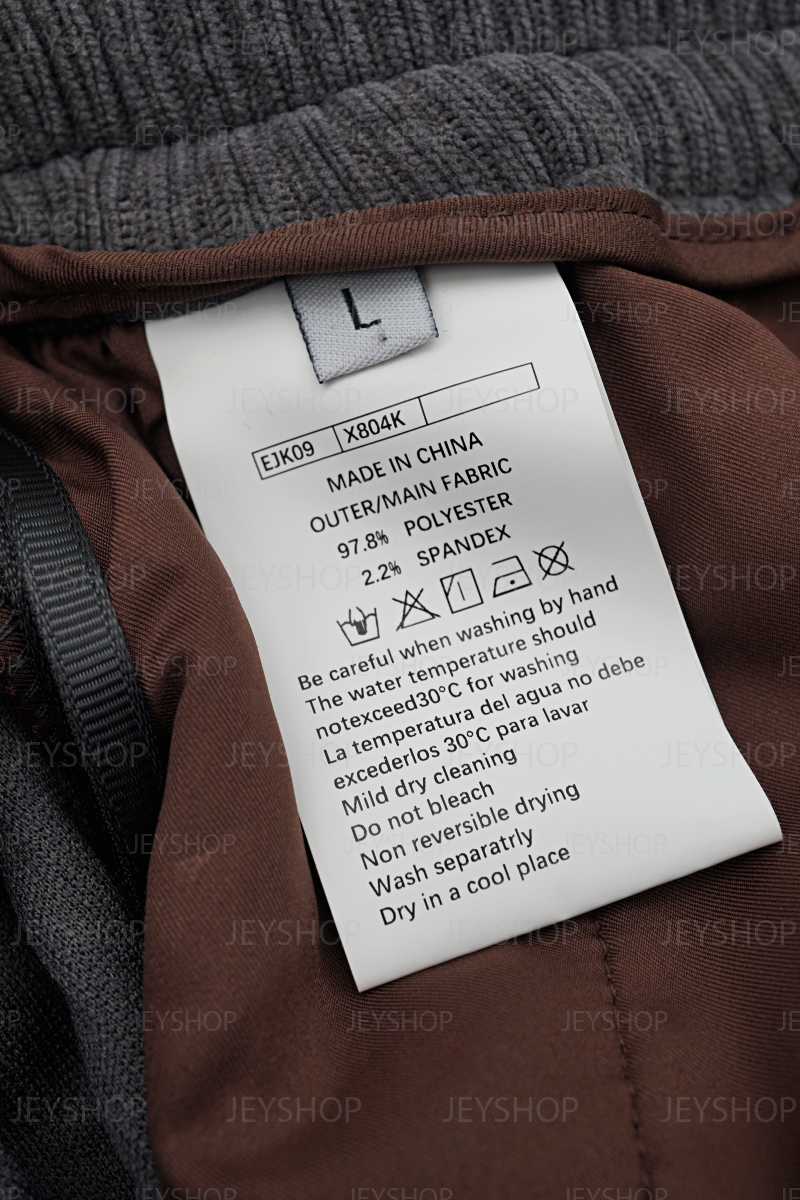 L
EJK09 X804K
MADE IN CHINA
OUTER/MAIN FABRIC
97.8% POLYESTER
2.2% SPANDEX
Be careful when washing by hand
The water temperature should
notexceed30°C for washing
La temperatura del agua no debe
excederlos 30°C para lavar
Mild dry cleaning
Do not bleach
Non reversible drying
Wash separatrly
Dry in a cool place
JEYSHOP